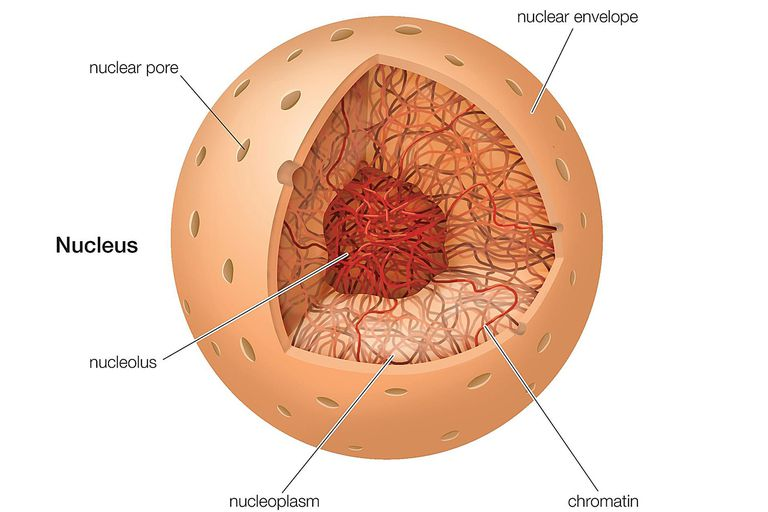 nuclear envelope
nuclear pore
Nucleus
nucleolus
nucleoplasm
chromatin